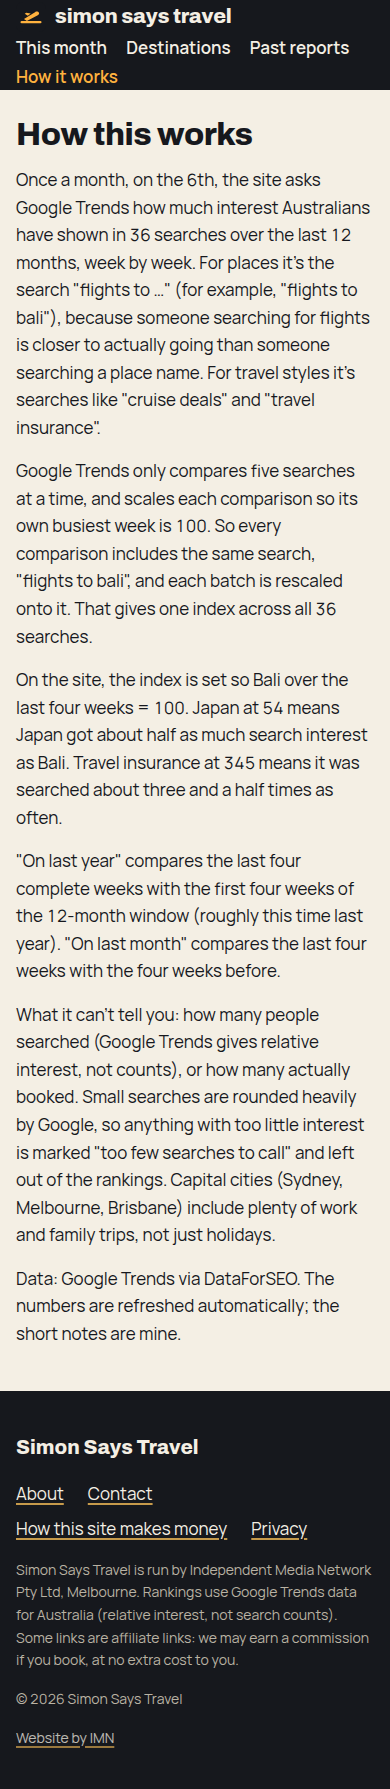 simon says travel
This month Destinations Past reports
How it works
How this works
Once a month, on the 6th, the site asks
Google Trends how much interest Australians
have shown in 36 searches over the last 12
months, week by week. For places it's the
search "flights to ..." (for example, "flights to
bali"), because someone searching for flights
is closer to actually going than someone
searching a place name. For travel styles it's
searches like "cruise deals" and "travel
insurance".
Google Trends only compares five searches
at a time, and scales each comparison so its
own busiest week is 100. So every
comparison includes the same search,
"flights to bali", and each batch is rescaled
onto it. That gives one index across all 36
searches.
On the site, the index is set so Bali over the
last four weeks = 100. Japan at 54 means
Japan got about half as much search interest
as Bali. Travel insurance at 345 means it was
searched about three and a half times as
often.
"On last year" compares the last four
complete weeks with the first four weeks of
the 12-month window (roughly this time last
year). "On last month" compares the last four
weeks with the four weeks before.
What it can't tell you: how many people
searched (Google Trends gives relative
interest, not counts), or how many actually
booked. Small searches are rounded heavily
by Google, so anything with too little interest
is marked "too few searches to call" and left
out of the rankings. Capital cities (Sydney,
Melbourne, Brisbane) include plenty of work
and family trips, not just holidays.
Data: Google Trends via DataForSEO. The
numbers are refreshed automatically; the
short notes are mine.
Simon Says Travel
About Contact
How this site makes money Privacy
Simon Says Travel is run by Independent Media Network
Pty Ltd, Melbourne. Rankings use Google Trends data
for Australia (relative interest, not search counts).
Some links are affiliate links: we may earn a commission
if you book, at no extra cost to you.
© 2026 Simon Says Travel
Website by IMN